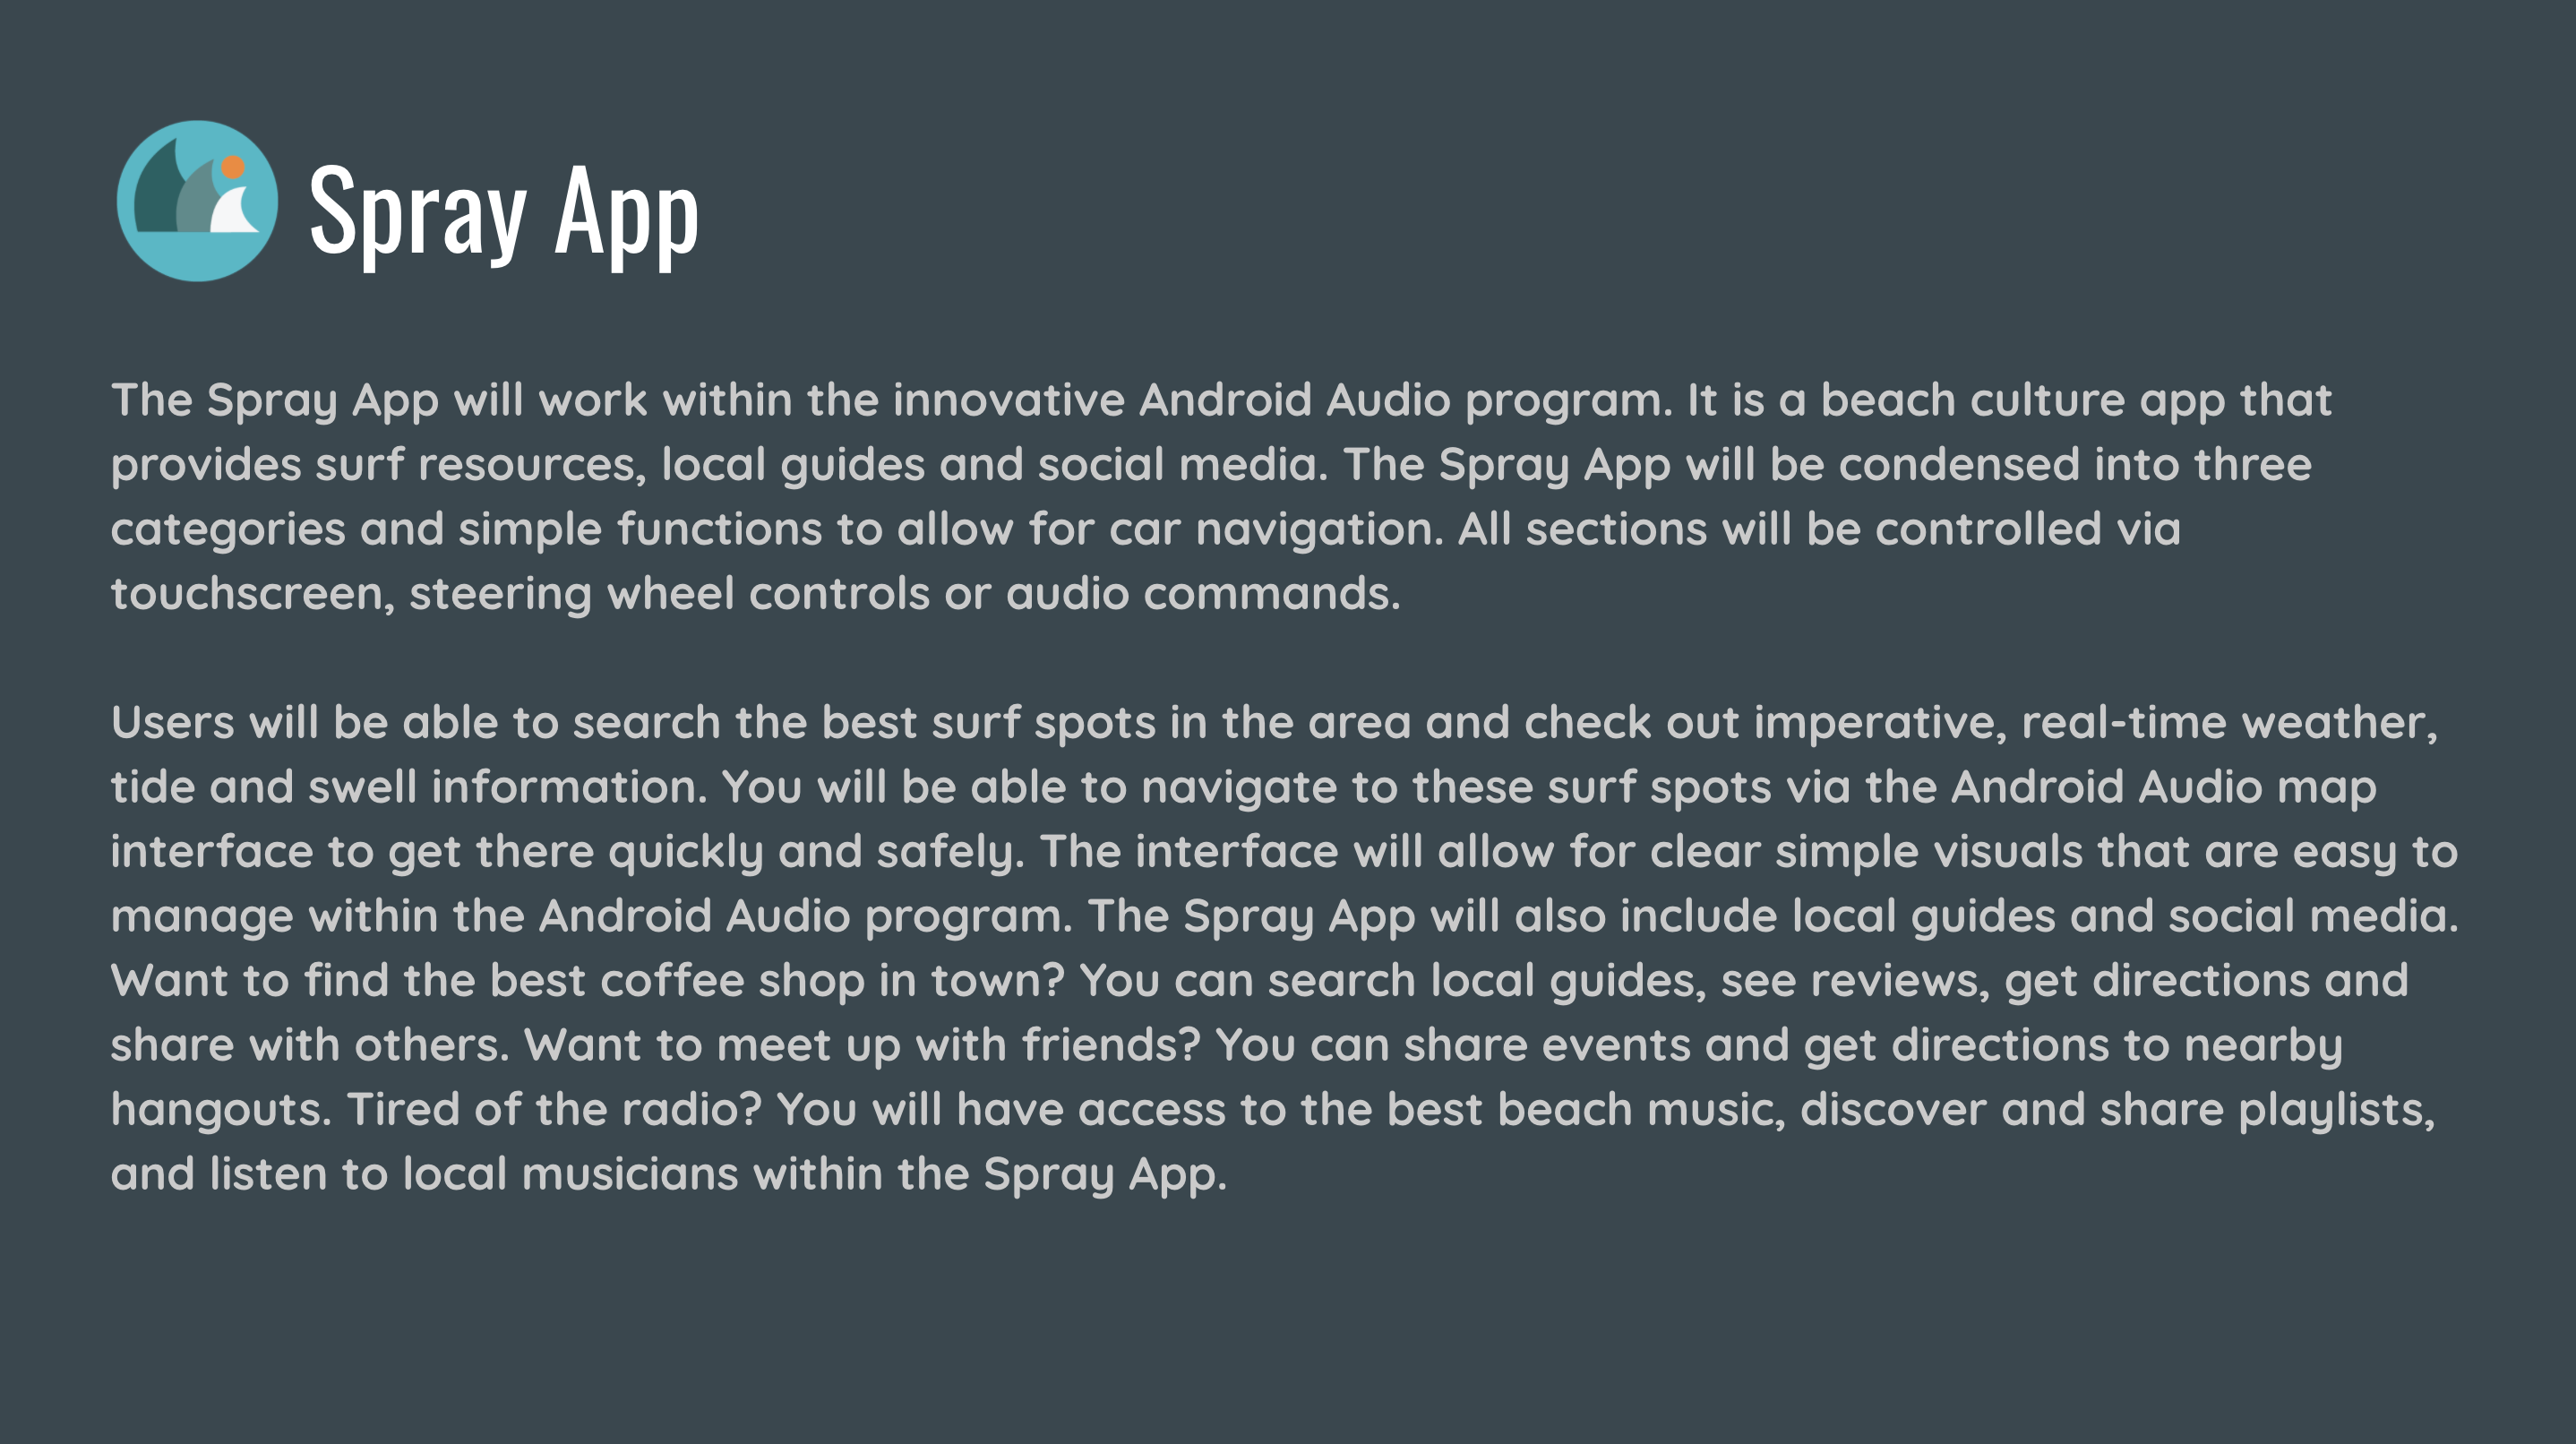 Spray App
The Spray App will work within the innovative Android Audio program. It is a beach culture app that
provides surf resources, local guides and social media. The Spray App will be condensed into three
categories and simple functions to allow for car navigation. All sections will be controlled via
touchscreen, steering wheel controls or audio commands.
Users will be able to search the best surf spots in the area and check out imperative, real-time weather,
tide and swell information. You will be able to navigate to these surf spots via the Android Audio map
interface to get there quickly and safely. The interface will allow for clear simple visuals that are easy to
manage within the Android Audio program. The Spray App will also include local guides and social media.
Want to find the best coffee shop in town? You can search local guides, see reviews, get directions and
share with others. Want to meet up with friends? You can share events and get directions to nearby
hangouts. Tired of the radio? You will have access to the best beach music, discover and share playlists,
and listen to local musicians within the Spray App.